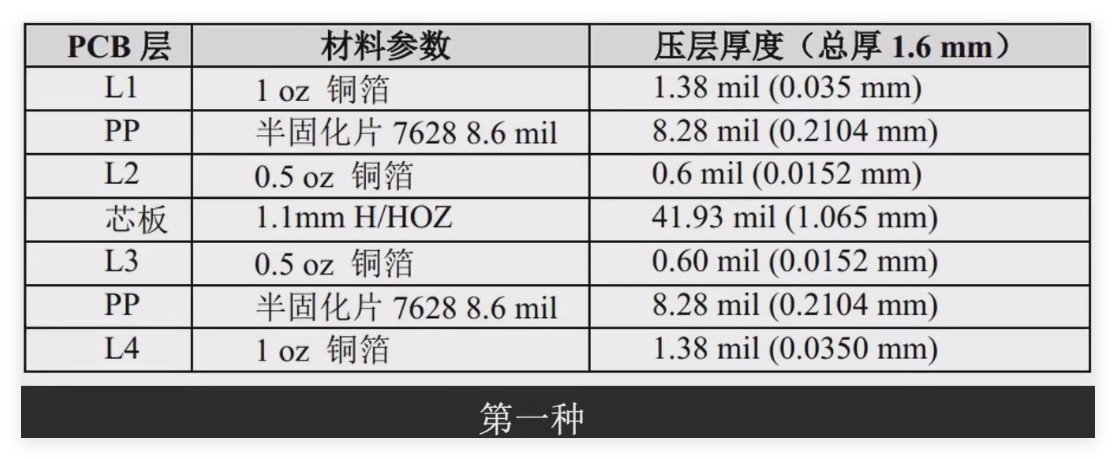 PCB 层 材料参数 压层厚度（总厚 1.6 mm）
L1 1 oz 铜箔 1.38 mil (0.035 mm)
PP 半固化片 7628 8.6 mil 8.28 mil (0.2104 mm)
L2 0.5 oz 铜箔 0.6 mil (0.0152 mm)
芯板 1.1mm H/HOZ 41.93 mil (1.065 mm)
L3 0.5 oz 铜箔 0.60 mil (0.0152 mm)
PP 半固化片 7628 8.6 mil 8.28 mil (0.2104 mm)
L4 1 oz 铜箔 1.38 mil (0.0350 mm)
第一种